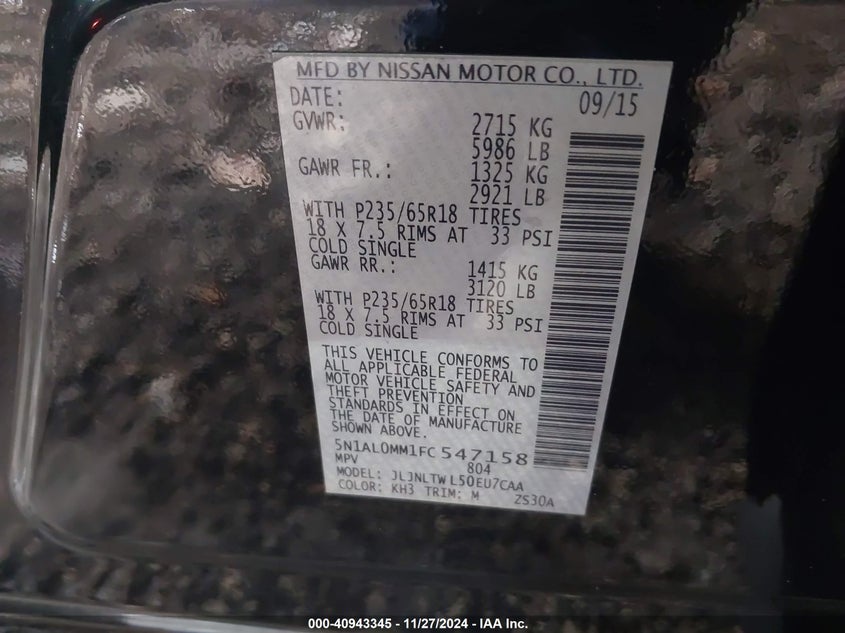 MFD BY NISSAN MOTOR CO., LTD.
DATE: 09/15
GVWR: 2715 KG
5986 LB
GAWR FR.: 1325 KG
2921 LB
WITH P235/65R18 TIRES
18 X 7.5 RIMS AT 33 PSI
COLD SINGLE
GAWR RR.: 1415 KG
3120 LB
WITH P235/65R18 TIRES
18 X 7.5 RIMS AT 33 PSI
COLD SINGLE
THIS VEHICLE CONFORMS TO
ALL APPLICABLE FEDERAL
MOTOR VEHICLE SAFETY AND
THEFT PREVENTION
STANDARDS IN EFFECT ON
THE DATE OF MANUFACTURE
SHOWN ABOVE.
5N1AL0MM1FC547158
MPV 804
MODEL: JLJNLTWL50EU7CAA
COLOR: KH3 TRIM: M ZS30A
000-40943345 - 11/27/2024 - IAA Inc.